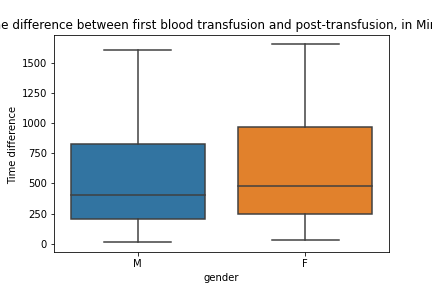 e difference between first blood transfusion and post-transfusion, in Mi
1500
1250
1000
750
500
250
0
Time difference
M
F
gender